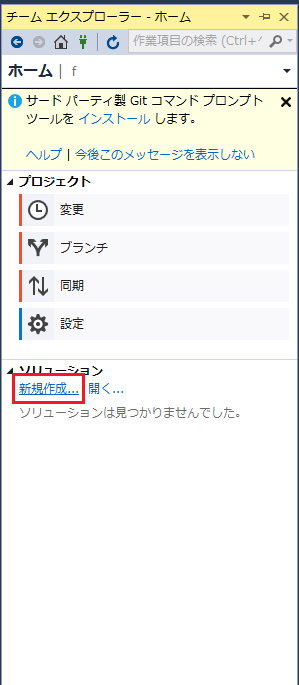 チーム エクスプローラー - ホーム
作業項目の検索 (Ctrl+
ホーム | f
サード パーティ製 Git コマンド プロンプト
ツールを インストール します。
ヘルプ | 今後このメッセージを表示しない
プロジェクト
変更
ブランチ
同期
設定
ソリューション
新規作成... 開く...
ソリューションは見つかりませんでした。